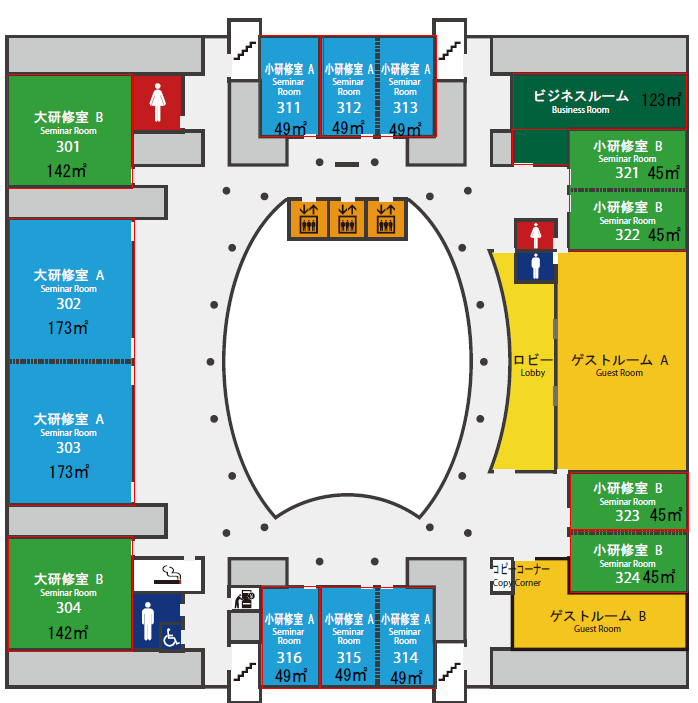 小研修室 A
Seminar
Room
311
49㎡
小研修室 A
Seminar
Room
312
49㎡
小研修室 A
Seminar
Room
313
49㎡
大研修室 B
Seminar Room
301
142㎡
ビジネスルーム
Business Room
123㎡
小研修室 B
Seminar Room
321 45㎡
小研修室 B
Seminar Room
322 45㎡
大研修室 A
Seminar Room
302
173㎡
ロビー
Lobby
ゲストルーム A
Guest Room
大研修室 A
Seminar Room
303
173㎡
小研修室 B
Seminar Room
323 45㎡
小研修室 B
Seminar Room
324 45㎡
コピーコーナー
Copy Corner
大研修室 B
Seminar Room
304
142㎡
ゲストルーム B
Guest Room
小研修室 A
Seminar
Room
316
49㎡
小研修室 A
Seminar
Room
315
49㎡
小研修室 A
Seminar
Room
314
49㎡